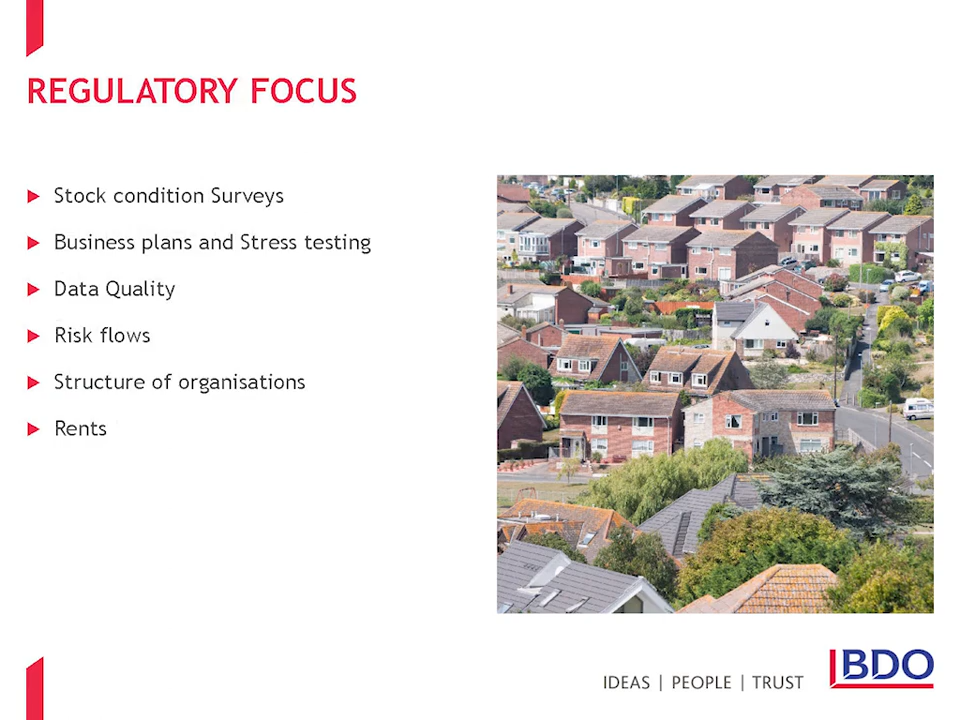 REGULATORY FOCUS
Stock condition Surveys
Business plans and Stress testing
Data Quality
Risk flows
Structure of organisations
Rents
IDEAS | PEOPLE | TRUST
BDO